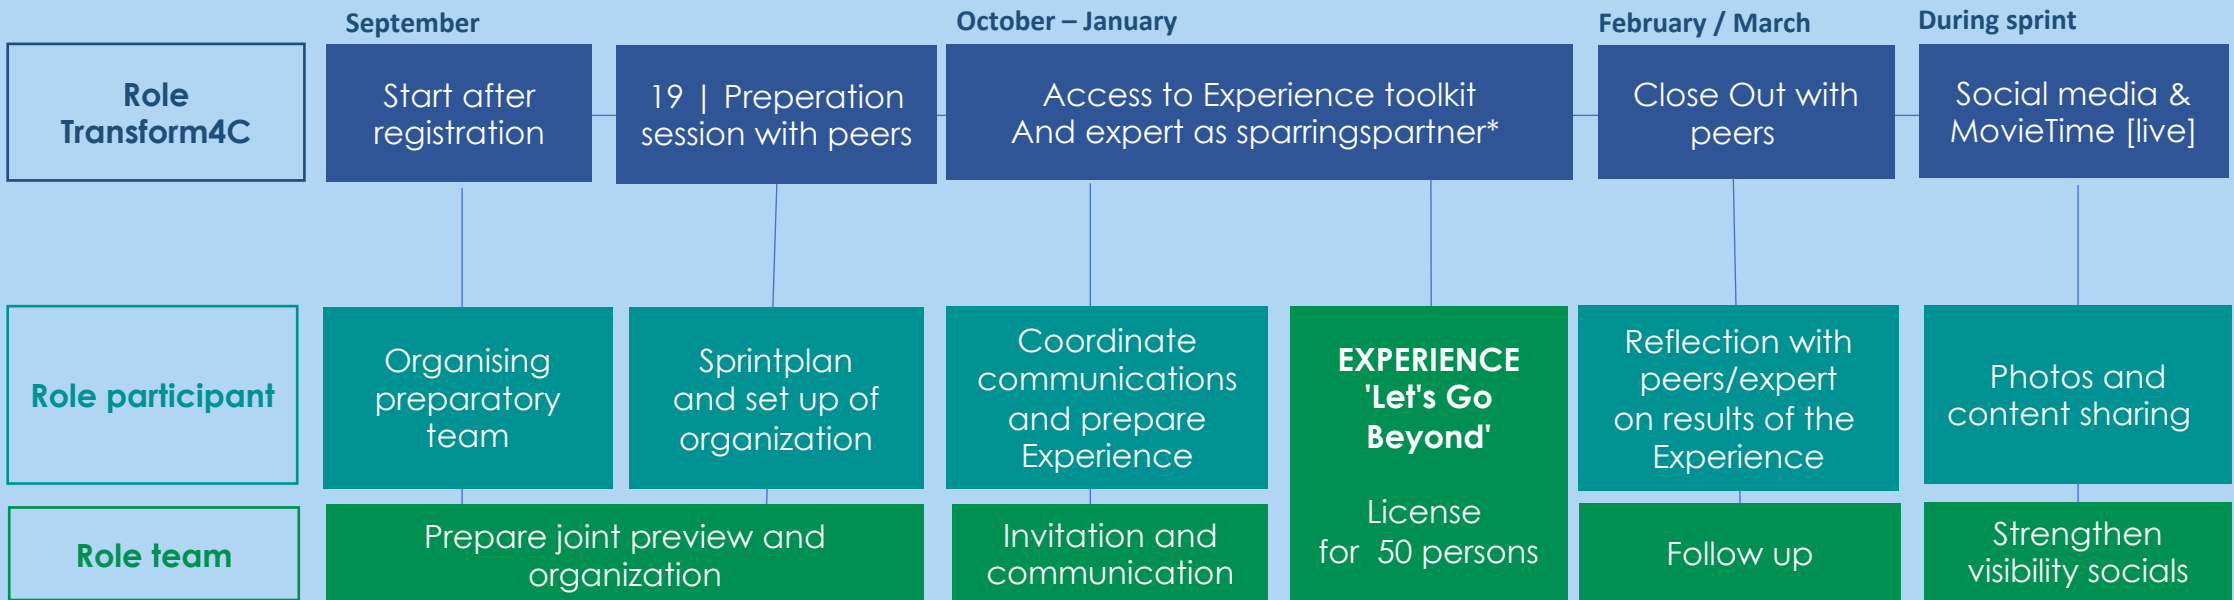 September
October – January
February / March
During sprint
Role
Transform4C
Start after
registration
19 | Preperation
session with peers
Access to Experience toolkit
And expert as sparringspartner*
Close Out with
peers
Social media &
MovieTime [live]
Role participant
Organising
preparatory
team
Sprintplan
and set up of
organization
Coordinate
communications
and prepare
Experience
EXPERIENCE
'Let's Go
Beyond'
License
for 50 persons
Reflection with
peers/expert
on results of the
Experience
Photos and
content sharing
Role team
Prepare joint preview and
organization
Invitation and
communication
Follow up
Strengthen
visibility socials